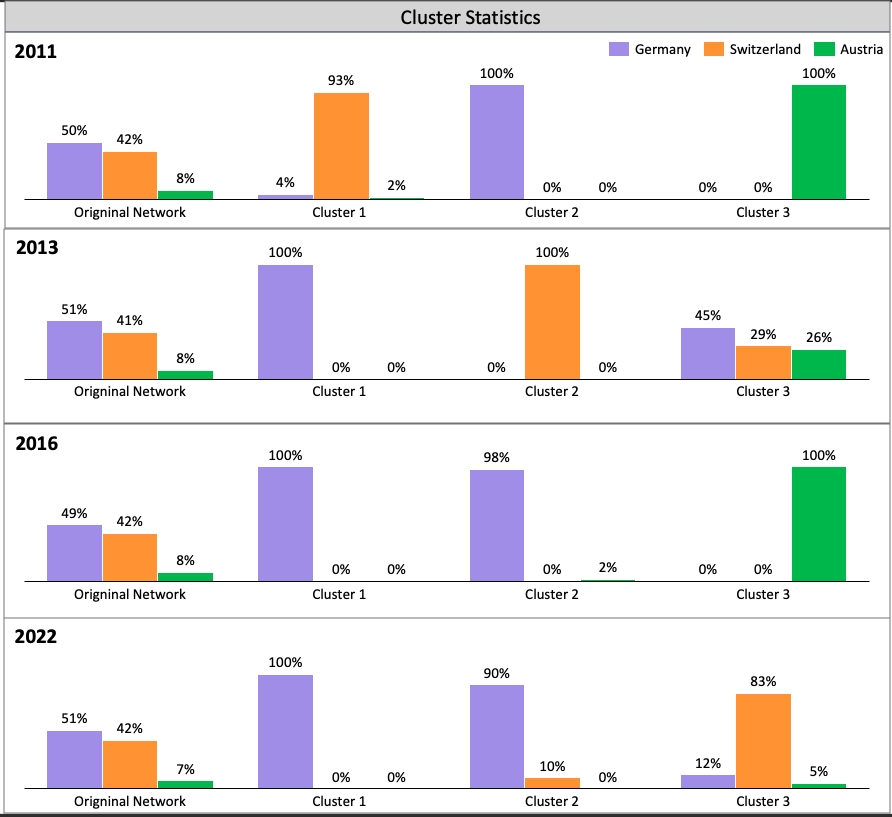 Cluster Statistics
2011
Germany Switzerland Austria
50% 42% 8% 4% 93% 2% 100% 0% 0% 0% 0% 100%
Origninal Network Cluster 1 Cluster 2 Cluster 3
2013
51% 41% 8% 100% 0% 0% 0% 100% 0% 45% 29% 26%
Origninal Network Cluster 1 Cluster 2 Cluster 3
2016
49% 42% 8% 100% 0% 0% 98% 0% 2% 0% 0% 100%
Origninal Network Cluster 1 Cluster 2 Cluster 3
2022
51% 42% 7% 100% 0% 0% 90% 10% 0% 12% 83% 5%
Origninal Network Cluster 1 Cluster 2 Cluster 3